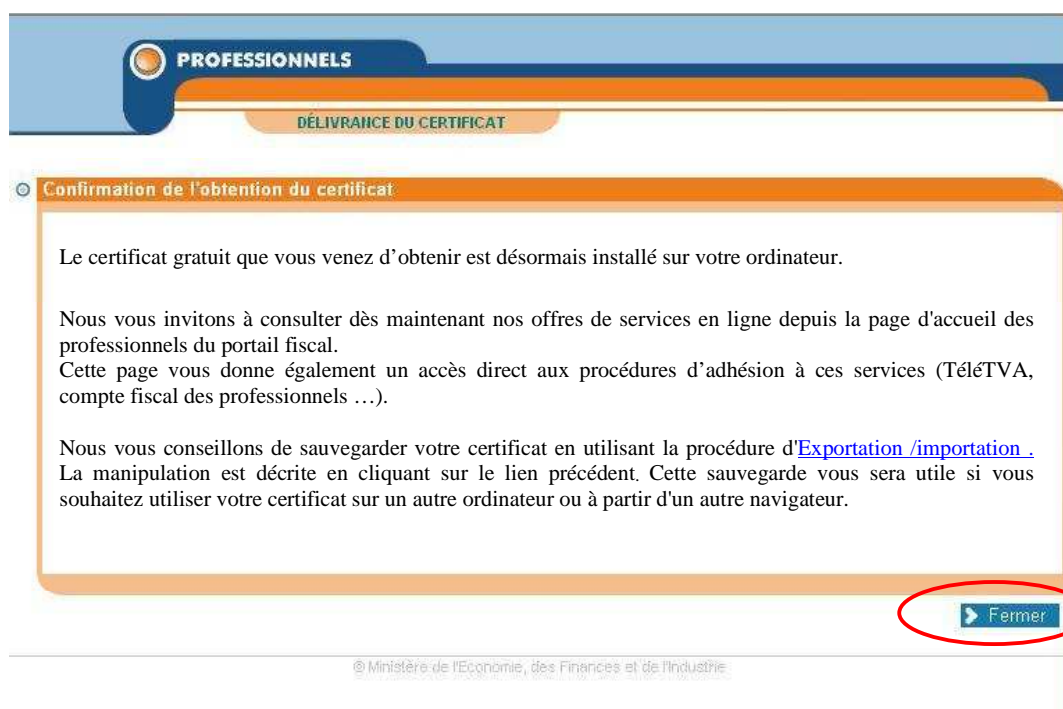 PROFESSIONNELS
DÉLIVRANCE DU CERTIFICAT
Confirmation de l'obtention du certificat
Le certificat gratuit que vous venez d’obtenir est désormais installé sur votre ordinateur.
Nous vous invitons à consulter dès maintenant nos offres de services en ligne depuis la page d'accueil des
professionnels du portail fiscal.
Cette page vous donne également un accès direct aux procédures d’adhésion à ces services (TéléTVA,
compte fiscal des professionnels …).
Nous vous conseillons de sauvegarder votre certificat en utilisant la procédure d'Exportation /importation .
La manipulation est décrite en cliquant sur le lien précédent. Cette sauvegarde vous sera utile si vous
souhaitez utiliser votre certificat sur un autre ordinateur ou à partir d'un autre navigateur.
Fermer
© Ministère de l'Economie, des Finances et de l'Industrie